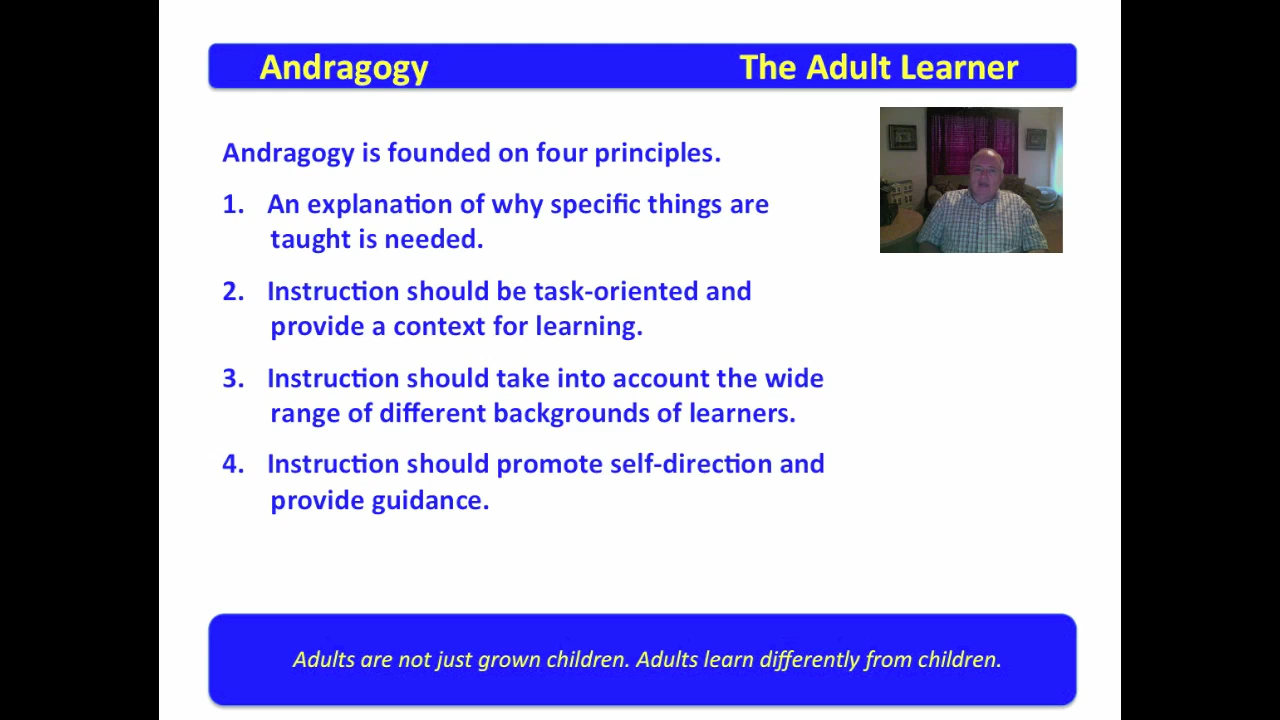 Andragogy The Adult Learner
Andragogy is founded on four principles.
1. An explanation of why specific things are
taught is needed.
2. Instruction should be task-oriented and
provide a context for learning.
3. Instruction should take into account the wide
range of different backgrounds of learners.
4. Instruction should promote self-direction and
provide guidance.
Adults are not just grown children. Adults learn differently from children.